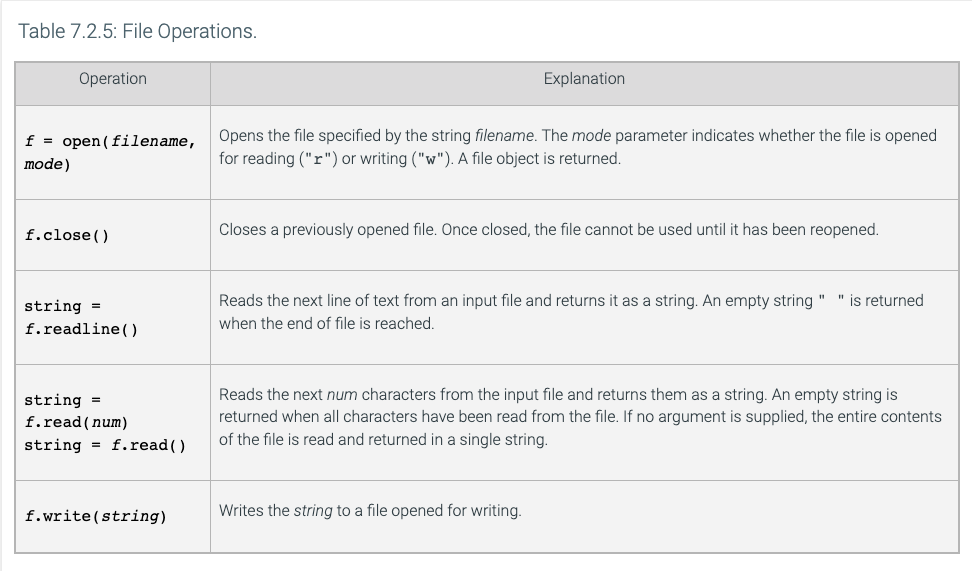 Table 7.2.5: File Operations.
Operation
Explanation
f = open(filename,
mode)
Opens the file specified by the string filename. The mode parameter indicates whether the file is opened
for reading ("r") or writing ("w"). A file object is returned.
f.close()
Closes a previously opened file. Once closed, the file cannot be used until it has been reopened.
string =
f.readline()
Reads the next line of text from an input file and returns it as a string. An empty string " " is returned
when the end of file is reached.
string =
f.read(num)
string = f.read()
Reads the next num characters from the input file and returns them as a string. An empty string is
returned when all characters have been read from the file. If no argument is supplied, the entire contents
of the file is read and returned in a single string.
f.write(string)
Writes the string to a file opened for writing.